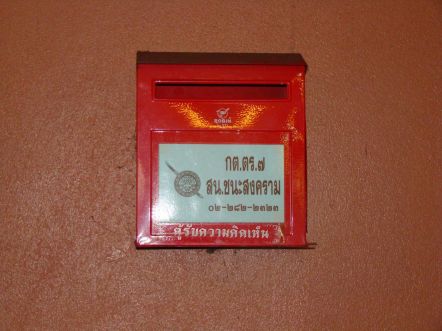 กต.ตร.๗
สน.ชนะสงคราม
๐๒-๒๘๒-๒๓๒๓
ตู้รับความคิดเห็น